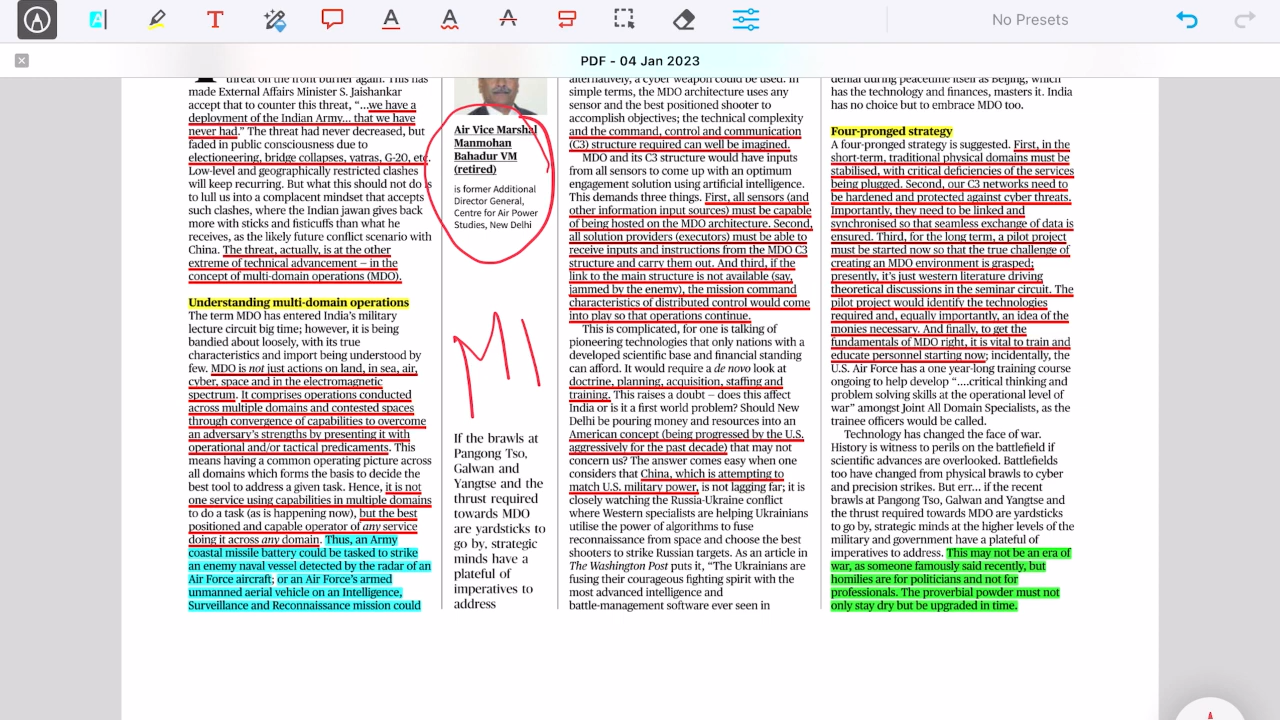 No Presets
PDF - 04 Jan 2023
threat on the front burner again. This has
made External Affairs Minister S. Jaishankar
accept that to counter this threat, “...we have a
deployment of the Indian Army... that we have
never had.” The threat had never decreased, but
faded in public consciousness due to
electioneering, bridge collapses, yatras, G-20, etc.
Low-level and geographically restricted clashes
will keep recurring. But what this should not do is
to lull us into a complacent mindset that accepts
such clashes, where the Indian jawan gives back
more with sticks and fisticuffs than what he
receives, as the likely future conflict scenario with
China. The threat, actually, is at the other
extreme of technical advancement – in the
concept of multi-domain operations (MDO).
Understanding multi-domain operations
The term MDO has entered India’s military
lecture circuit big time; however, it is being
bandied about loosely, with its true
characteristics and import being understood by
few. MDO is not just actions on land, in sea, air,
cyber, space and in the electromagnetic
spectrum. It comprises operations conducted
across multiple domains and contested spaces
through convergence of capabilities to overcome
an adversary’s strengths by presenting it with
operational and/or tactical predicaments. This
means having a common operating picture across
all domains which forms the basis to decide the
best tool to address a given task. Hence, it is not
one service using capabilities in multiple domains
to do a task (as is happening now), but the best
positioned and capable operator of any service
doing it across any domain. Thus, an Army
coastal missile battery could be tasked to strike
an enemy naval vessel detected by the radar of an
Air Force aircraft; or an Air Force’s armed
unmanned aerial vehicle on an Intelligence,
Surveillance and Reconnaissance mission could
Air Vice Marshal
Manmohan
Bahadur VM
(retired)
is former Additional
Director General,
Centre for Air Power
Studies, New Delhi
If the brawls at
Pangong Tso,
Galwan and
Yangtse and the
thrust required
towards MDO
are yardsticks to
go by, strategic
minds have a
plateful of
imperatives to
address
alternatively, a cyber weapon could be used. In
simple terms, the MDO architecture uses any
sensor and the best positioned shooter to
accomplish objectives; the technical complexity
and the command, control and communication
(C3) structure required can well be imagined.
MDO and its C3 structure would have inputs
from all sensors to come up with an optimum
engagement solution using artificial intelligence.
This demands three things. First, all sensors (and
other information input sources) must be capable
of being hosted on the MDO architecture. Second,
all solution providers (executors) must be able to
receive inputs and instructions from the MDO C3
structure and carry them out. And third, if the
link to the main structure is not available (say,
jammed by the enemy), the mission command
characteristics of distributed control would come
into play so that operations continue.
This is complicated, for one is talking of
pioneering technologies that only nations with a
developed scientific base and financial standing
can afford. It would require a de novo look at
doctrine, planning, acquisition, staffing and
training. This raises a doubt – does this affect
India or is it a first world problem? Should New
Delhi be pouring money and resources into an
American concept (being progressed by the U.S.
aggressively for the past decade) that may not
concern us? The answer comes easy when one
considers that China, which is attempting to
match U.S. military power, is not lagging far; it is
closely watching the Russia-Ukraine conflict
where Western specialists are helping Ukrainians
utilise the power of algorithms to fuse
reconnaissance from space and choose the best
shooters to strike Russian targets. As an article in
The Washington Post puts it, “The Ukrainians are
fusing their courageous fighting spirit with the
most advanced intelligence and
battle-management software ever seen in
denial during peacetime itself as Beijing, which
has the technology and finances, masters it. India
has no choice but to embrace MDO too.
Four-pronged strategy
A four-pronged strategy is suggested. First, in the
short-term, traditional physical domains must be
stabilised, with critical deficiencies of the services
being plugged. Second, our C3 networks need to
be hardened and protected against cyber threats.
Importantly, they need to be linked and
synchronised so that seamless exchange of data is
ensured. Third, for the long term, a pilot project
must be started now so that the true challenge of
creating an MDO environment is grasped;
presently, it’s just western literature driving
theoretical discussions in the seminar circuit. The
pilot project would identify the technologies
required and, equally importantly, an idea of the
monies necessary. And finally, to get the
fundamentals of MDO right, it is vital to train and
educate personnel starting now; incidentally, the
U.S. Air Force has a one year-long training course
ongoing to help develop “....critical thinking and
problem solving skills at the operational level of
war” amongst Joint All Domain Specialists, as the
trainee officers would be called.
Technology has changed the face of war.
History is witness to perils on the battlefield if
scientific advances are overlooked. Battlefields
too have changed from physical brawls to cyber
and precision strikes. But err... if the recent
brawls at Pangong Tso, Galwan and Yangtse and
the thrust required towards MDO are yardsticks
to go by, strategic minds at the higher levels of the
military and government have a plateful of
imperatives to address. This may not be an era of
war, as someone famously said recently, but
homilies are for politicians and not for
professionals. The proverbial powder must not
only stay dry but be upgraded in time.